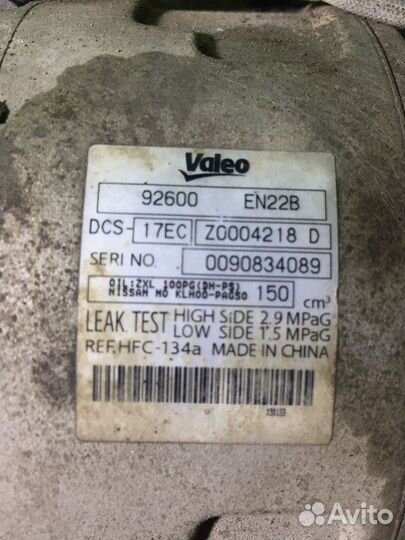 Valeo
92600 EN22B
DCS- 17EC Z0004218 D
SERI NO. 0090834089
OIL:ZXL 100PG(DH-PS)
NISSAN NO KLH00-PAGS0 150 cm³
LEAK TEST HIGH SIDE 2.9 MPaG
LOW SIDE 1.5 MPaG
REF.HFC-134a MADE IN CHINA
Avito